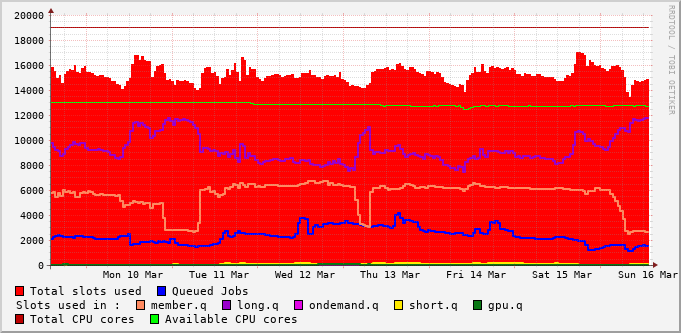 20000
18000
16000
14000
12000
10000
8000
6000
4000
2000
0
Mon 10 Mar Tue 11 Mar Wed 12 Mar Thu 13 Mar Fri 14 Mar Sat 15 Mar Sun 16 Mar
RRDTOOL / TOBI OETIKER
Total slots used Queued Jobs
Slots used in : member.q long.q ondemand.q short.q gpu.q
Total CPU cores Available CPU cores